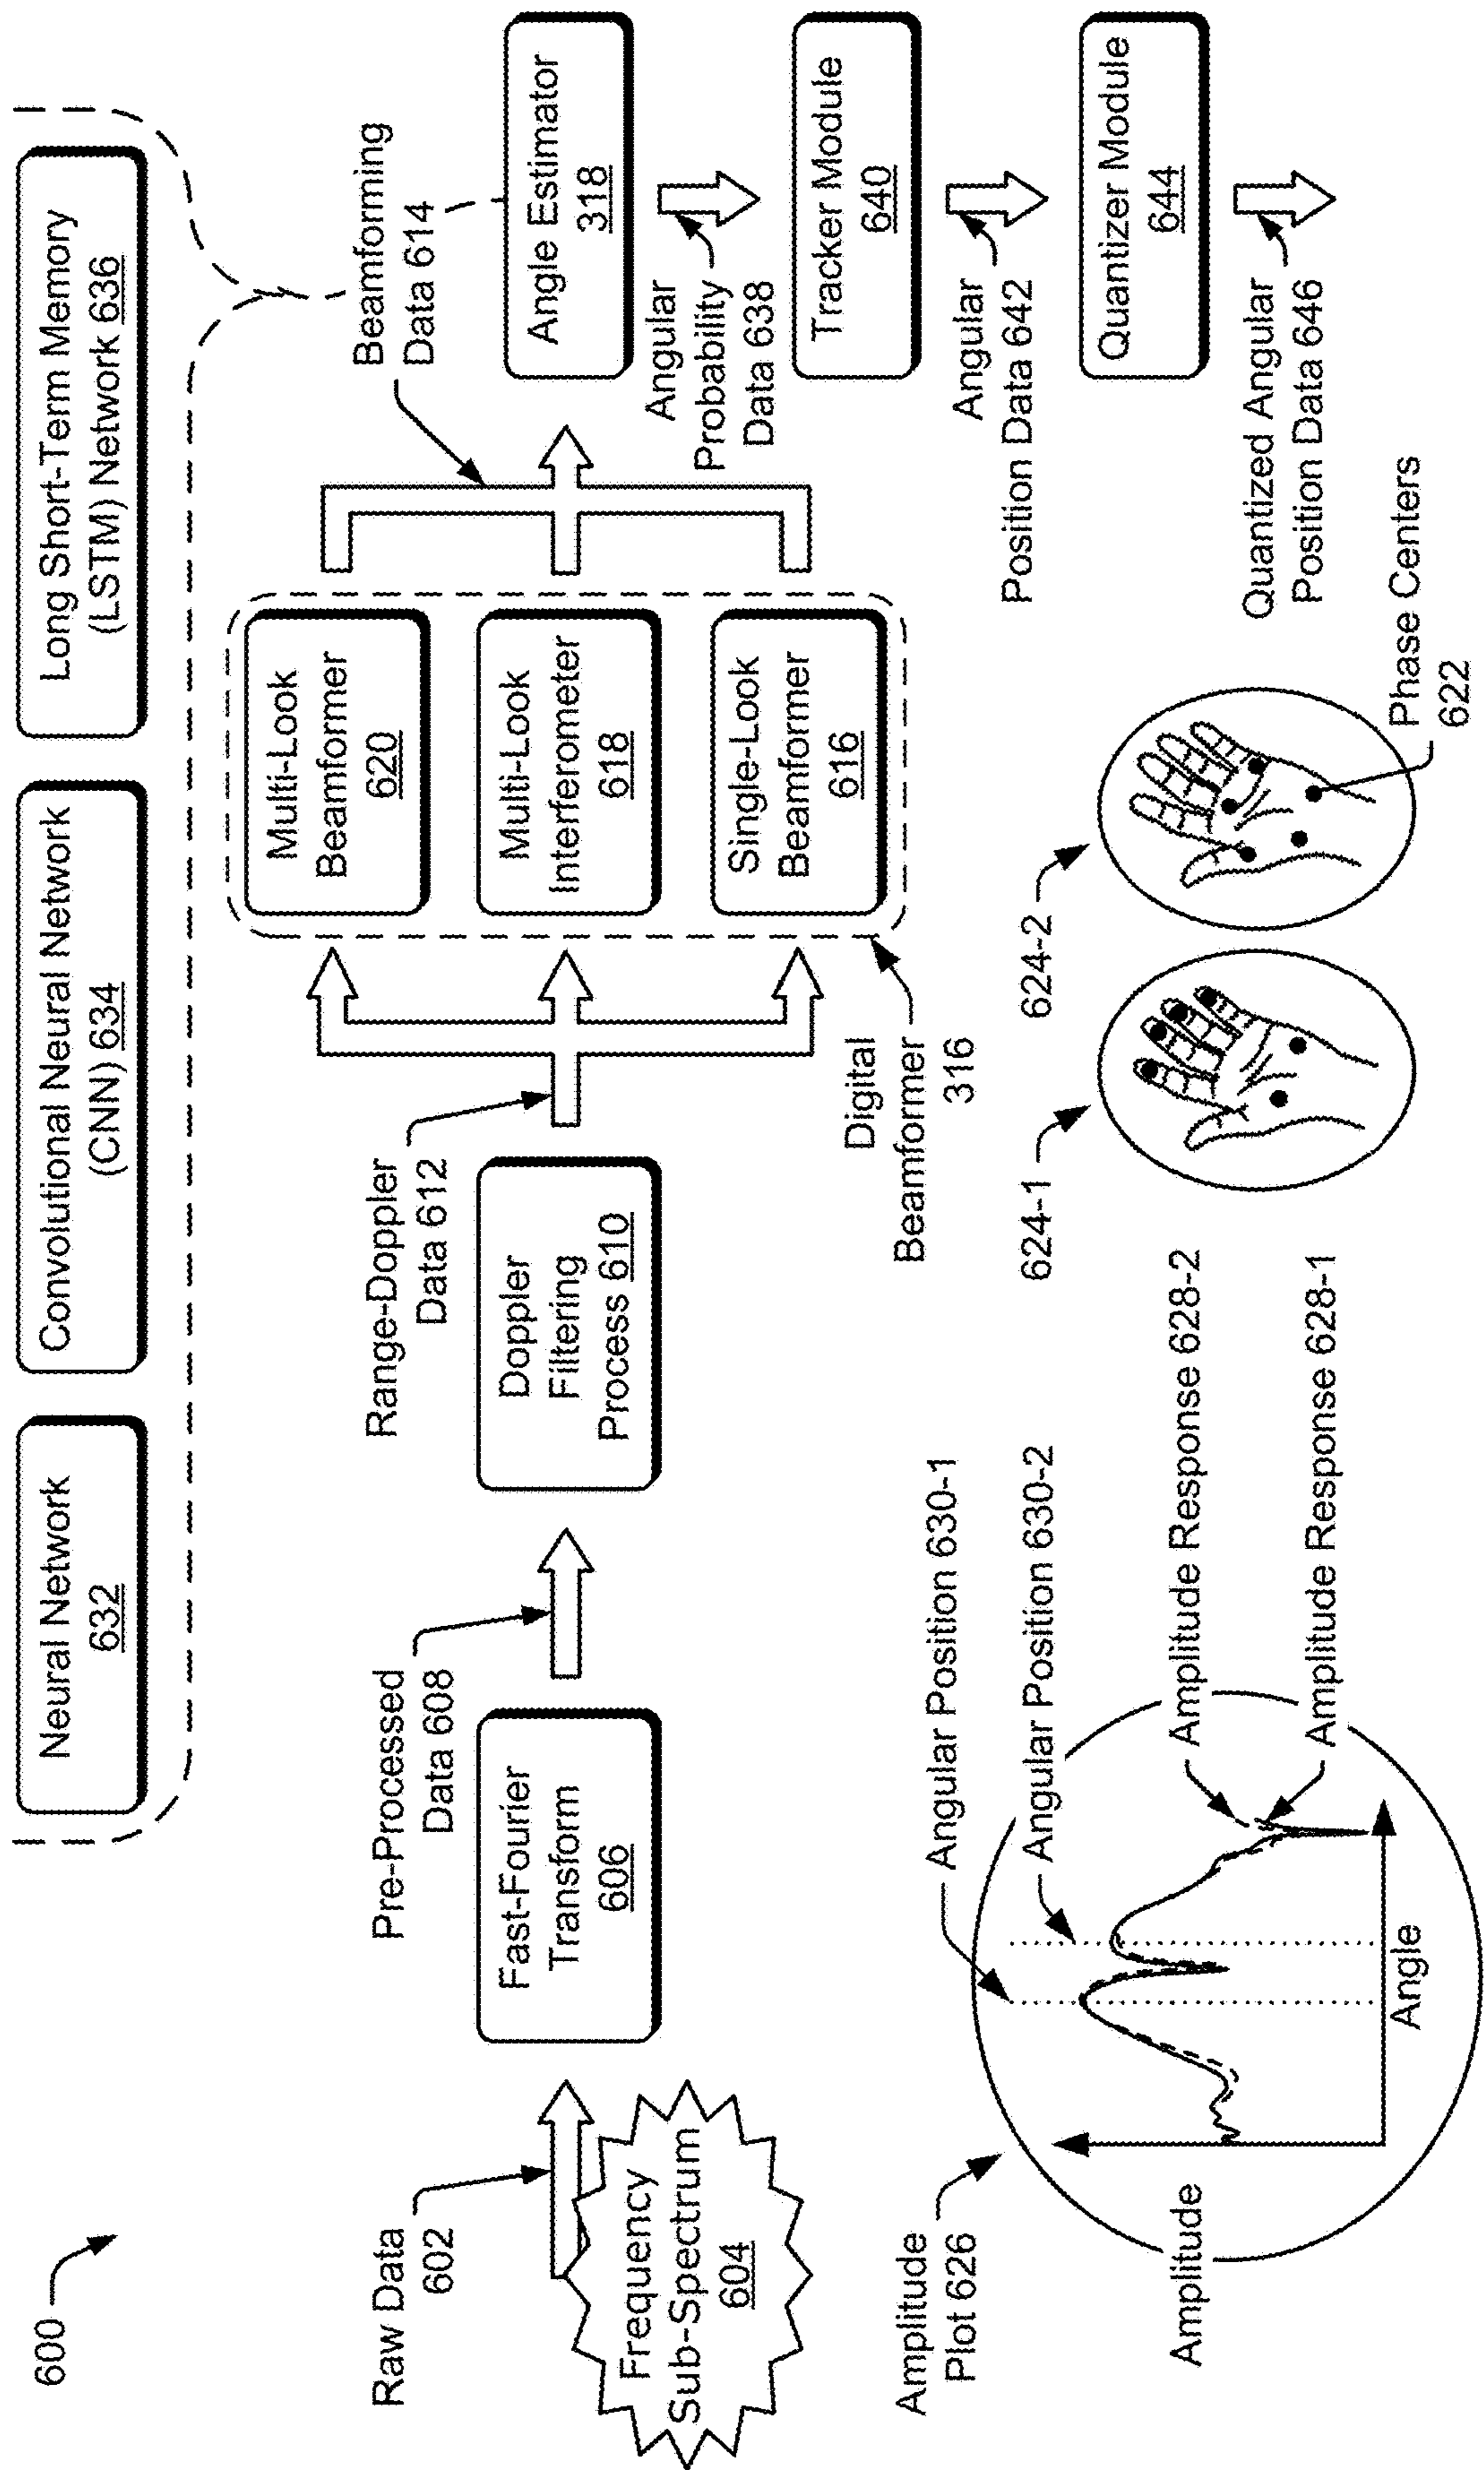 600
Neural Network
632
Convolutional Neural Network
(CNN) 634
Long Short-Term Memory
(LSTM) Network 636
Raw Data
602
Frequency
Sub-Spectrum
604
Fast-Fourier
Transform
606
Pre-Processed
Data 608
Doppler
Filtering
Process 610
Range-Doppler
Data 612
Digital
Beamformer
316
Multi-Look
Beamformer
620
Multi-Look
Interferometer
618
Single-Look
Beamformer
616
Beamforming
Data 614
Angle Estimator
318
Angular
Probability
Data 638
Tracker Module
640
Angular
Position Data 642
Quantizer Module
644
Quantized Angular
Position Data 646
Amplitude
Plot 626
Amplitude
Angle
Angular Position 630-1
Angular Position 630-2
Amplitude Response 628-2
Amplitude Response 628-1
624-1
624-2
Phase Centers
622